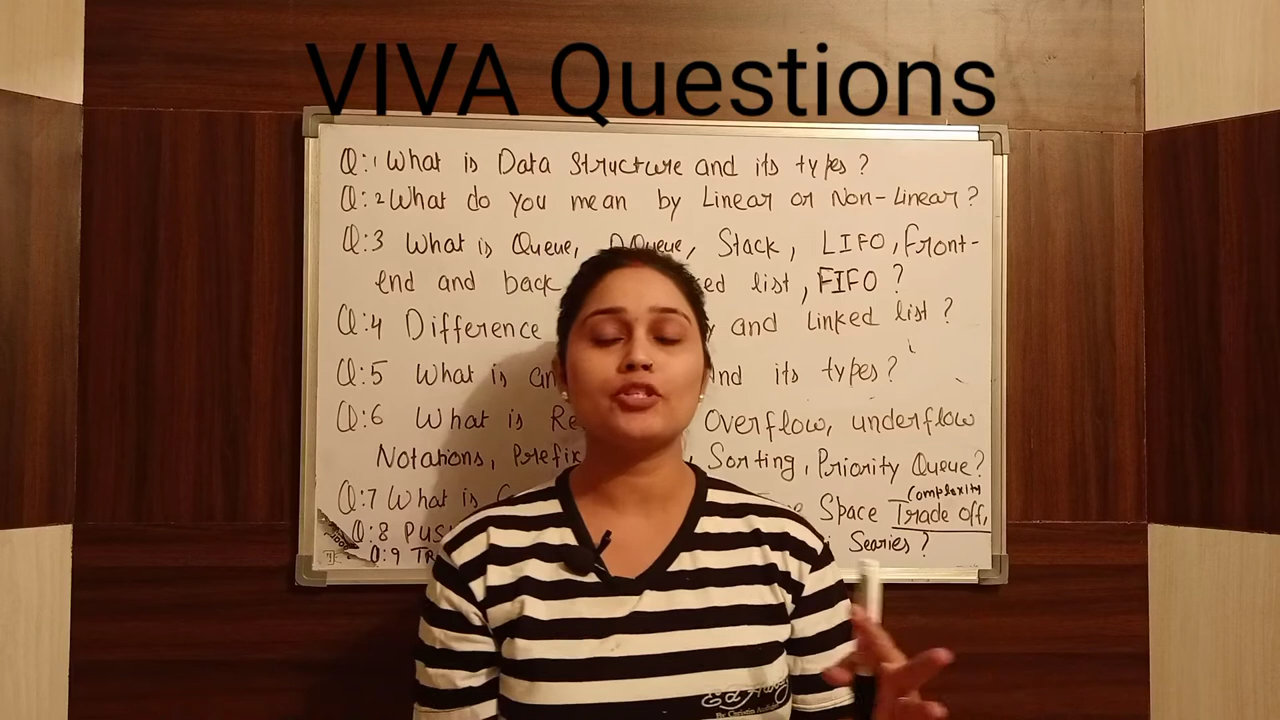 VIVA Questions
Q:1 What is Data Structure and its types?
Q:2 What do you mean by Linear or Non-Linear?
Q:3 What is Queue, DQueue, Stack, LIFO, Front-
end and back list, FIFO?
Q:4 Difference and Linked list?
Q:5 What is and its types?
Q:6 What is Overflow, underflow
Notations, Prefix Sorting, Priority Queue?
Complexity
Q:7 What is Space Trade off,
Q:8 Searies?
Q:9